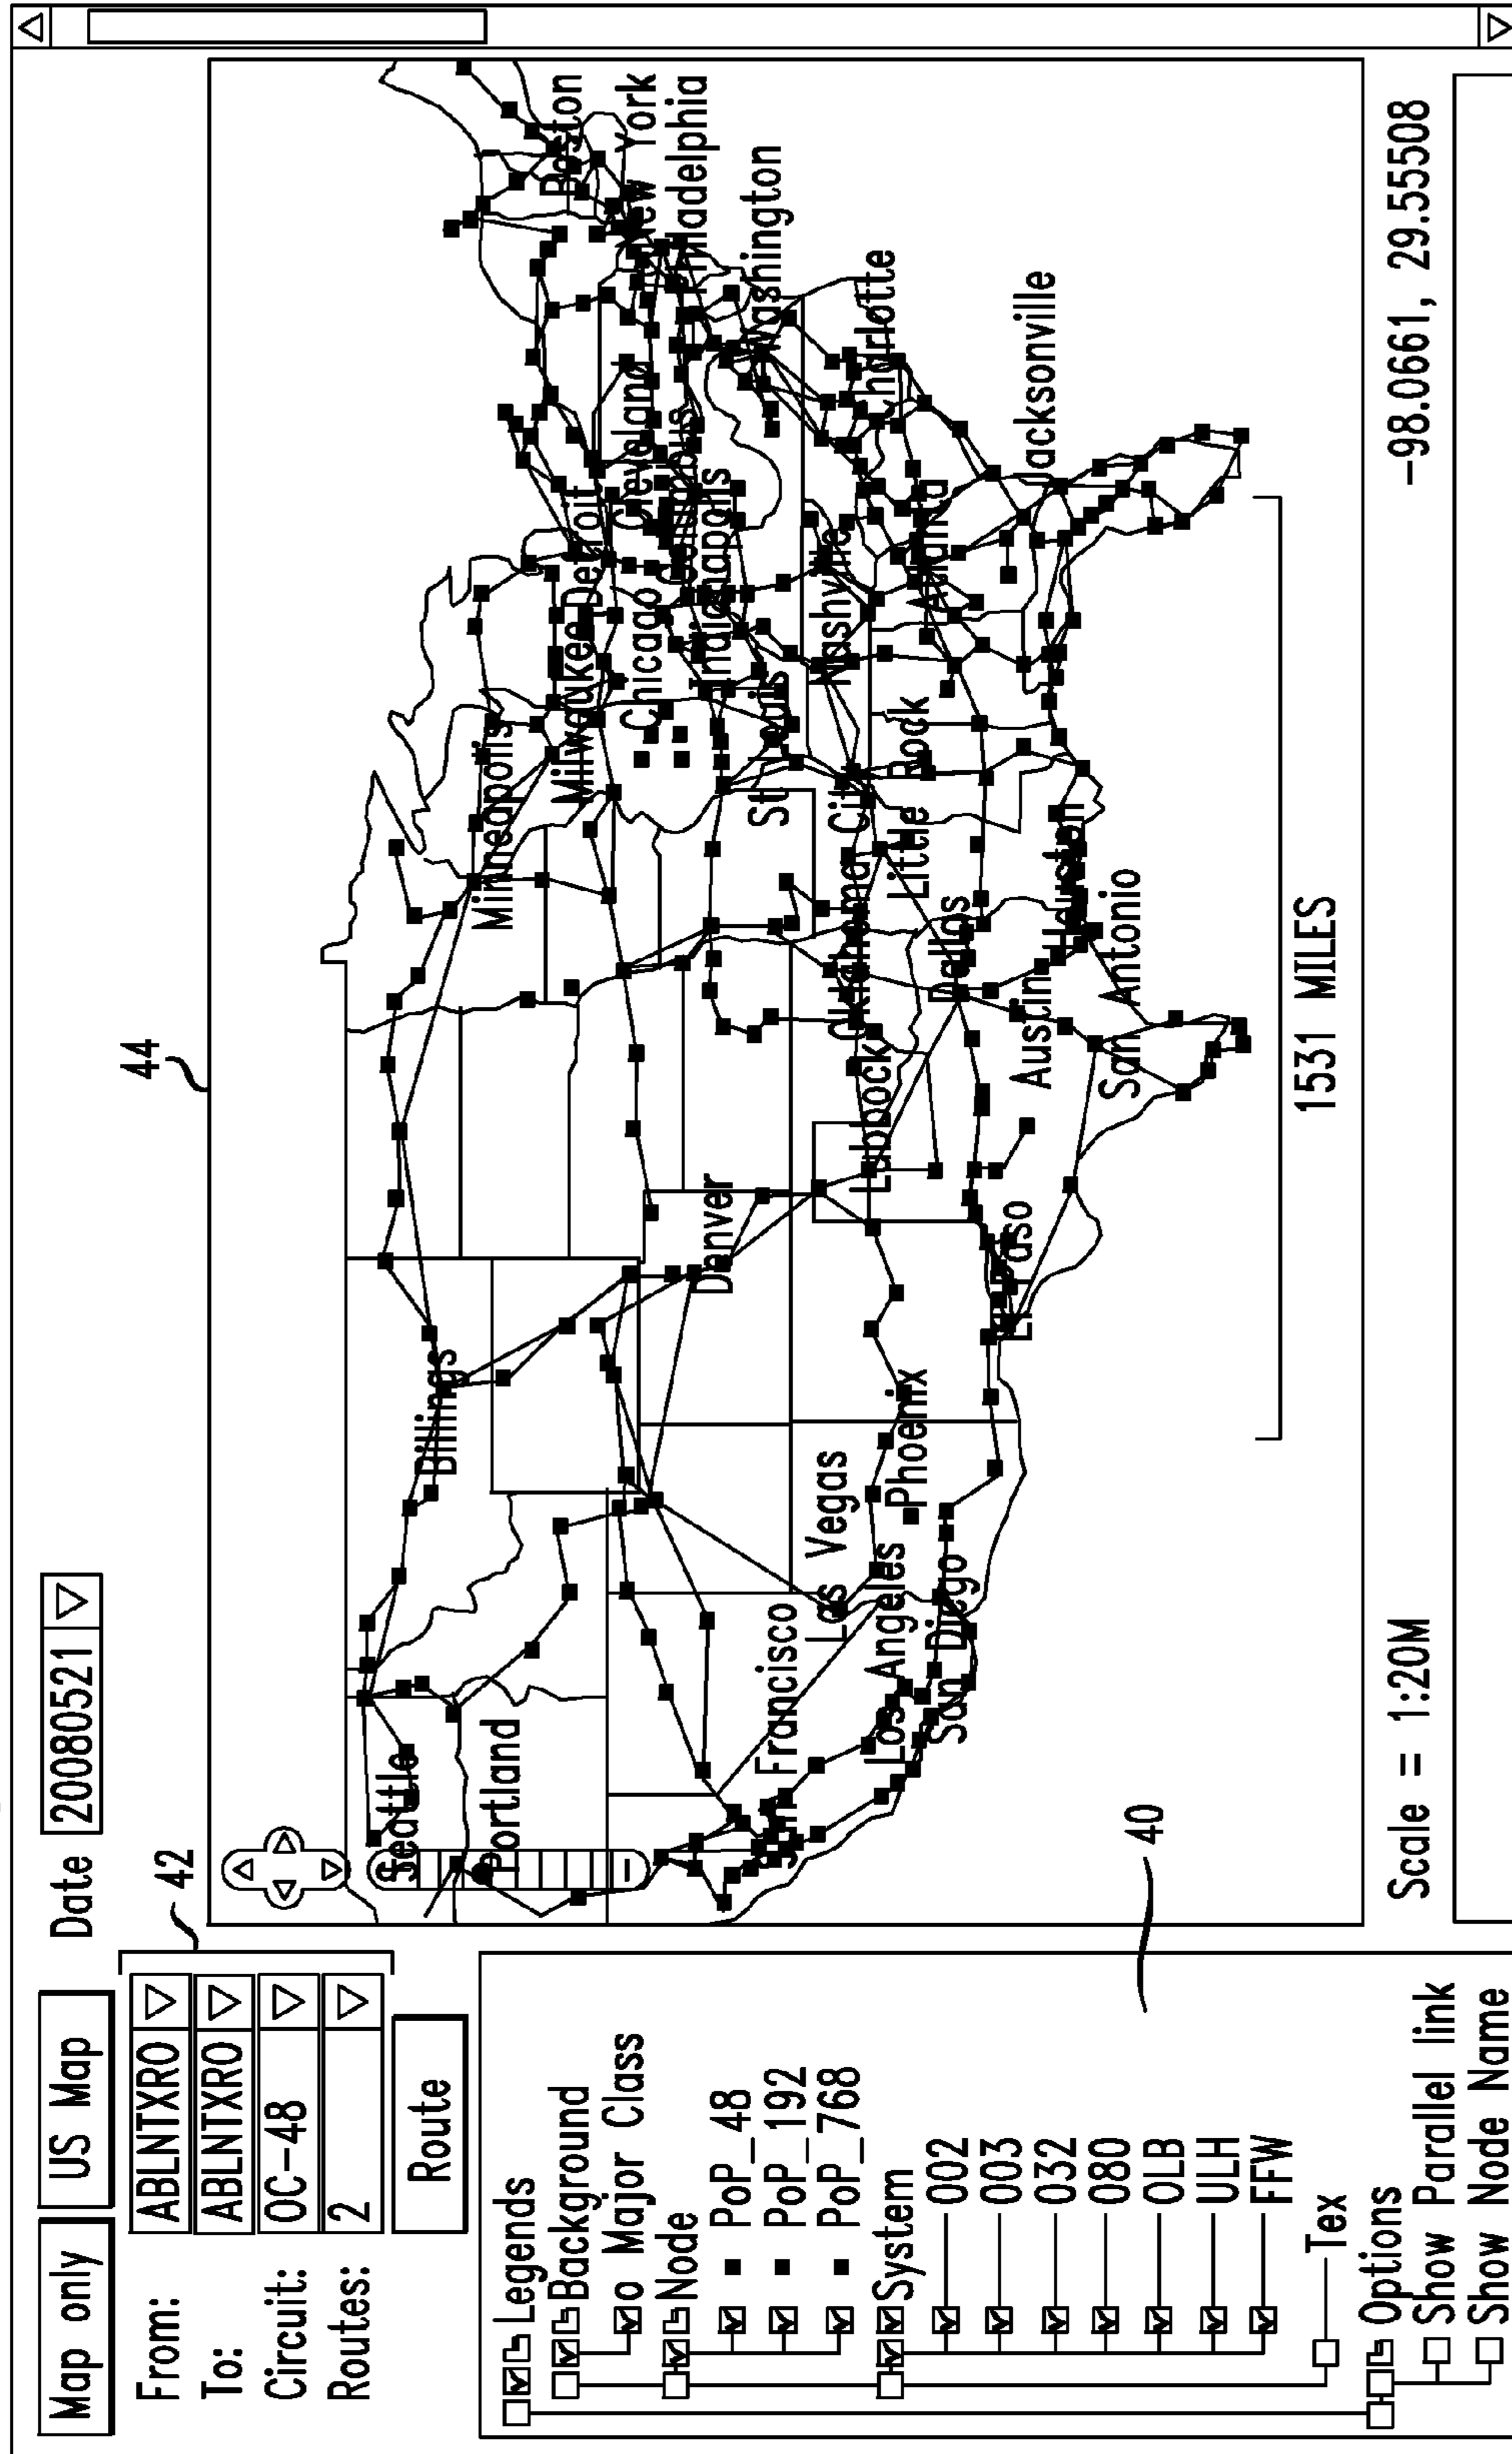 Map only US Map Date 20080521
From: ABLNTXRO
To: ABLNTXRO
Circuit: OC-48
Routes: 2
Route
42
44
Legends
Background
o Major Class
Node
PoP_48
PoP_192
PoP_768
System
002
003
032
080
OLB
ULH
FFW
Tex
Options
Show Parallel link
Show Node Name
40
Seattle
Portland
Billings
Minneapolis
Milwaukee
Detroit
Boston
New York
Philadelphia
Chicago
Cleveland
Columbus
Indianapolis
Washington
San Francisco
Denver
St Louis
Las Vegas
Nashville
Charlotte
Los Angeles
Phoenix
Lubbock
Oklahoma City
Little Rock
Atlanta
San Diego
Dallas
El Paso
Austin
Houston
Jacksonville
San Antonio
1531 MILES
Scale = 1:20M
-98.0661, 29.55508